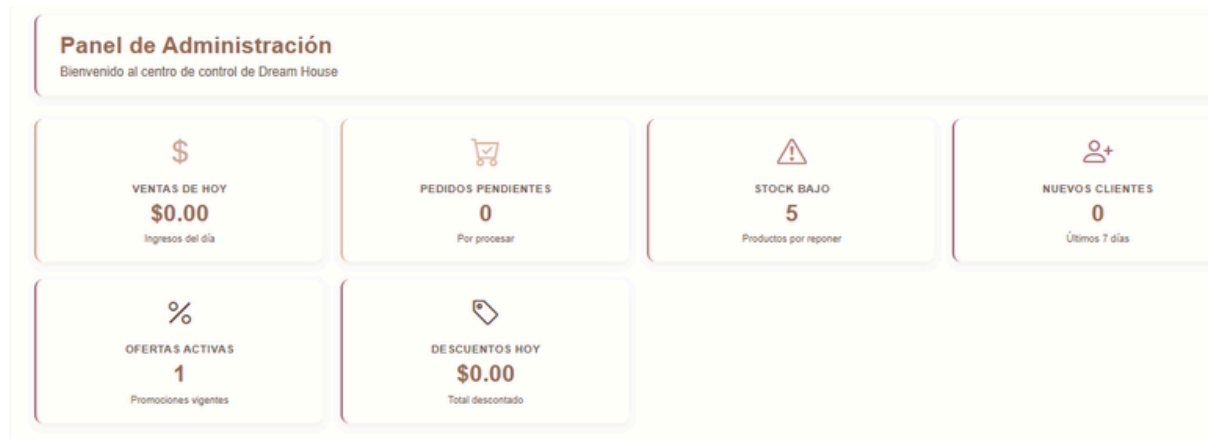 Panel de Administración
Bienvenido al centro de control de Dream House
$
VENTAS DE HOY
$0.00
Ingresos del día
PEDIDOS PENDIENTES
0
Por procesar
STOCK BAJO
5
Productos por reponer
NUEVOS CLIENTES
0
Últimos 7 días
%
OFERTAS ACTIVAS
1
Promociones vigentes
DESCUENTOS HOY
$0.00
Total descontado